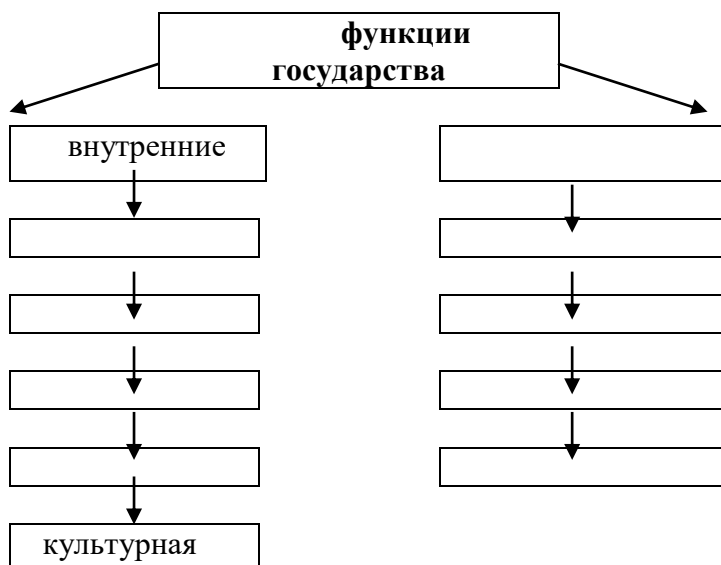 функции
государства
внутренние
культурная